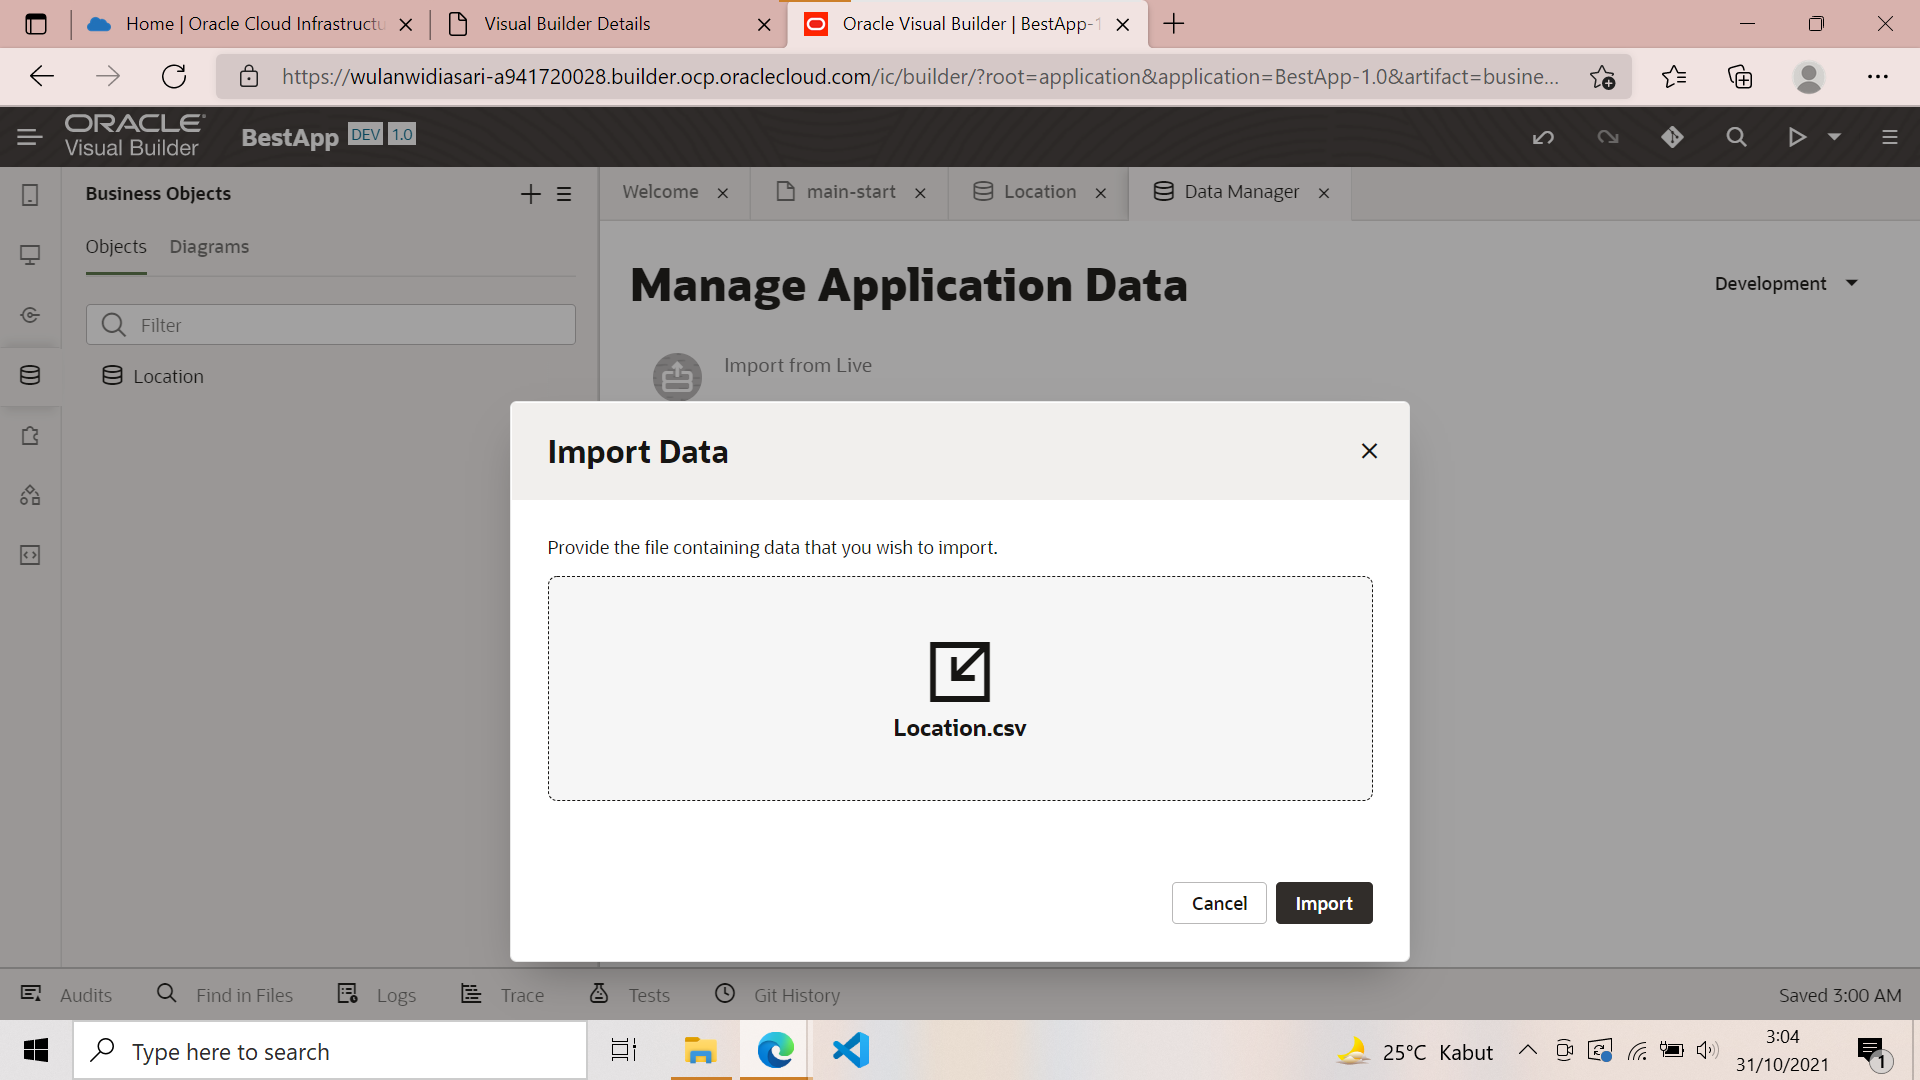 Home | Oracle Cloud Infrastructu
Visual Builder Details
Oracle Visual Builder | BestApp-1
https://wulanwidiasari-a941720028.builder.ocp.oraclecloud.com/ic/builder/?root=application&application=BestApp-1.0&artifact=busine...
ORACLE
Visual Builder
BestApp DEV 1.0
Business Objects
Welcome
main-start
Location
Data Manager
Objects
Diagrams
Manage Application Data
Development
Filter
Import from Live
Location
Import Data
Provide the file containing data that you wish to import.
Location.csv
Cancel
Import
Audits
Find in Files
Logs
Trace
Tests
Git History
Saved 3:00 AM
Type here to search
25°C Kabut
3:04
31/10/2021
1